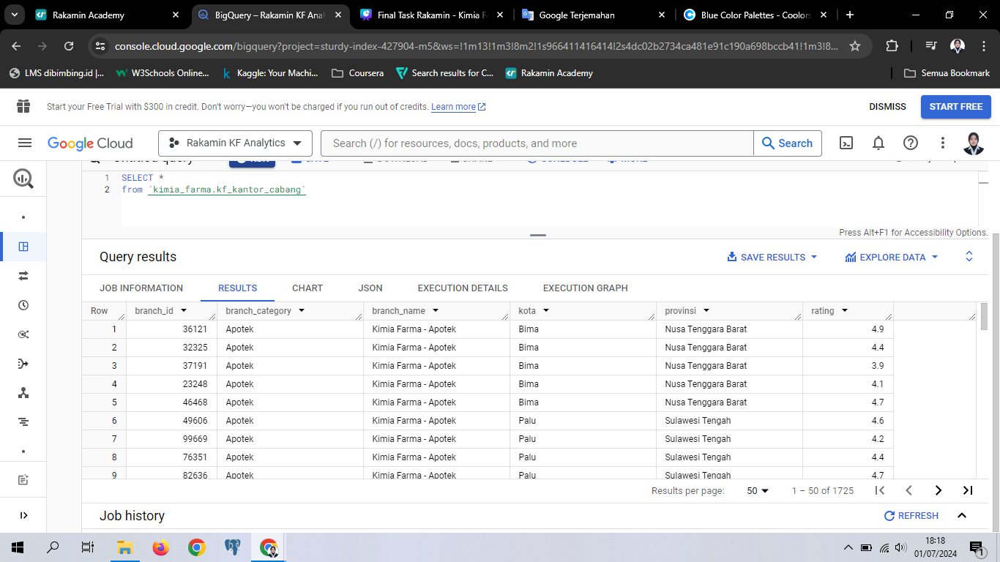 Rakamin Academy
BigQuery – Rakamin KF Anal
Final Task Rakamin - Kimia F
Google Terjemahan
Blue Color Palettes - Coolors
console.cloud.google.com/bigquery?project=sturdy-index-427904-m5&ws=!1m13!1m3!8m2!1s966411416414!2s4dc02b2734ca481e91c190a698bccb41!1m3!8...
LMS dibimbing.id |...
W3Schools Online...
Kaggle: Your Machi...
Coursera
Search results for C...
Rakamin Academy
Semua Bookmark
Start your Free Trial with $300 in credit. Don't worry—you won't be charged if you run out of credits. Learn more
DISMISS
START FREE
Google Cloud
Rakamin KF Analytics
Search (/) for resources, docs, products, and more
Search
1 SELECT *
2 from `kimia_farma.kf_kantor_cabang`
Press Alt+F1 for Accessibility Options.
Query results
SAVE RESULTS
EXPLORE DATA
JOB INFORMATION RESULTS CHART JSON EXECUTION DETAILS EXECUTION GRAPH
Row branch_id branch_category branch_name kota provinsi rating
1 36121 Apotek Kimia Farma - Apotek Bima Nusa Tenggara Barat 4.9
2 32325 Apotek Kimia Farma - Apotek Bima Nusa Tenggara Barat 4.4
3 37191 Apotek Kimia Farma - Apotek Bima Nusa Tenggara Barat 3.9
4 23248 Apotek Kimia Farma - Apotek Bima Nusa Tenggara Barat 4.1
5 46468 Apotek Kimia Farma - Apotek Bima Nusa Tenggara Barat 4.7
6 49606 Apotek Kimia Farma - Apotek Palu Sulawesi Tengah 4.6
7 99669 Apotek Kimia Farma - Apotek Palu Sulawesi Tengah 4.2
8 76351 Apotek Kimia Farma - Apotek Palu Sulawesi Tengah 4.4
9 82636 Apotek Kimia Farma - Apotek Palu Sulawesi Tengah 4.7
Results per page: 50 1 – 50 of 1725
Job history
REFRESH
18:18
01/07/2024
1